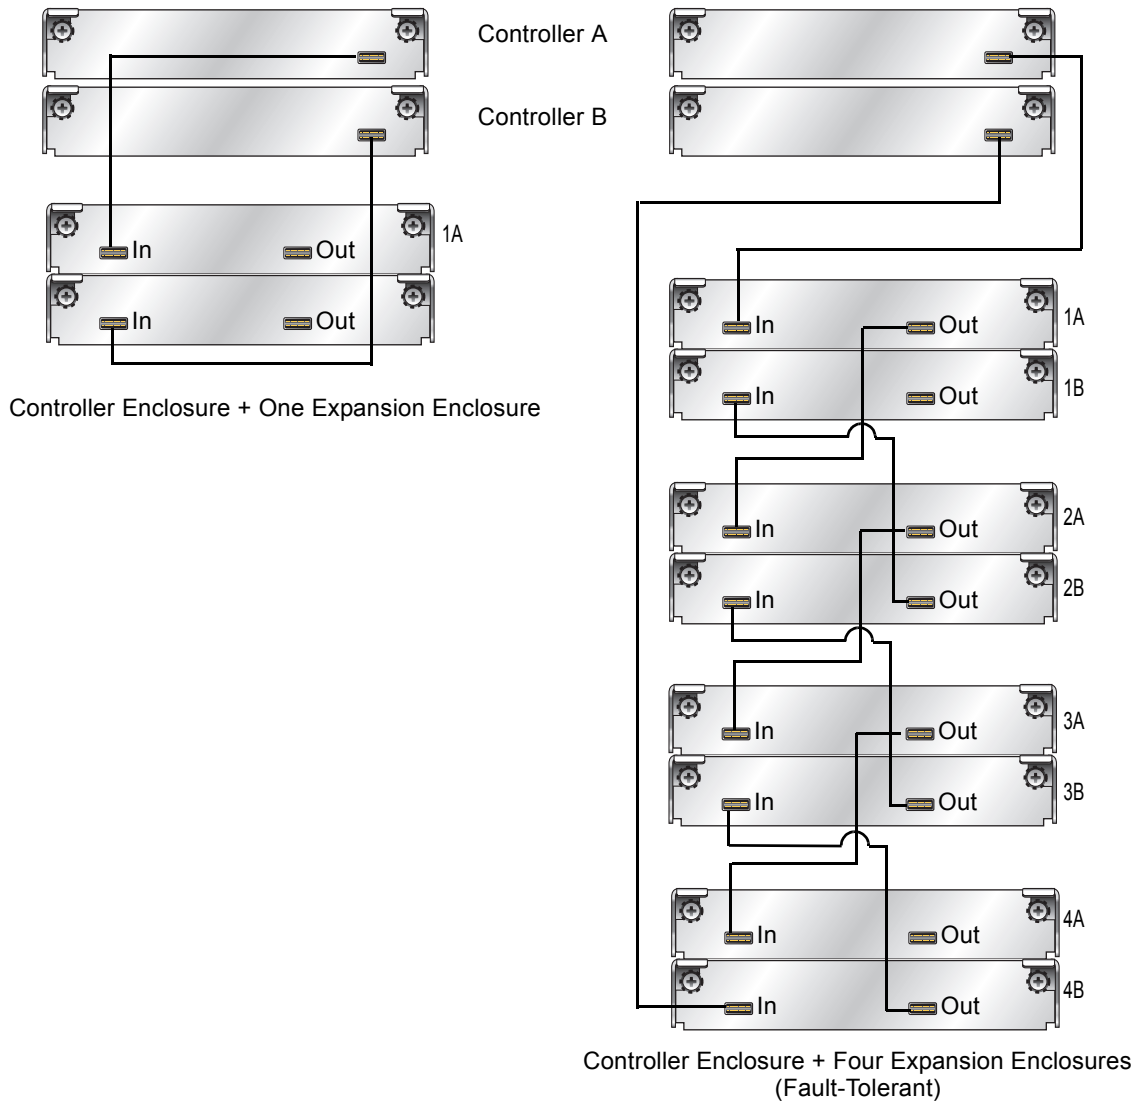 Controller A
Controller B
In Out 1A
In Out
Controller Enclosure + One Expansion Enclosure
In Out 1A
In Out 1B
In Out 2A
In Out 2B
In Out 3A
In Out 3B
In Out 4A
In Out 4B
Controller Enclosure + Four Expansion Enclosures
(Fault-Tolerant)